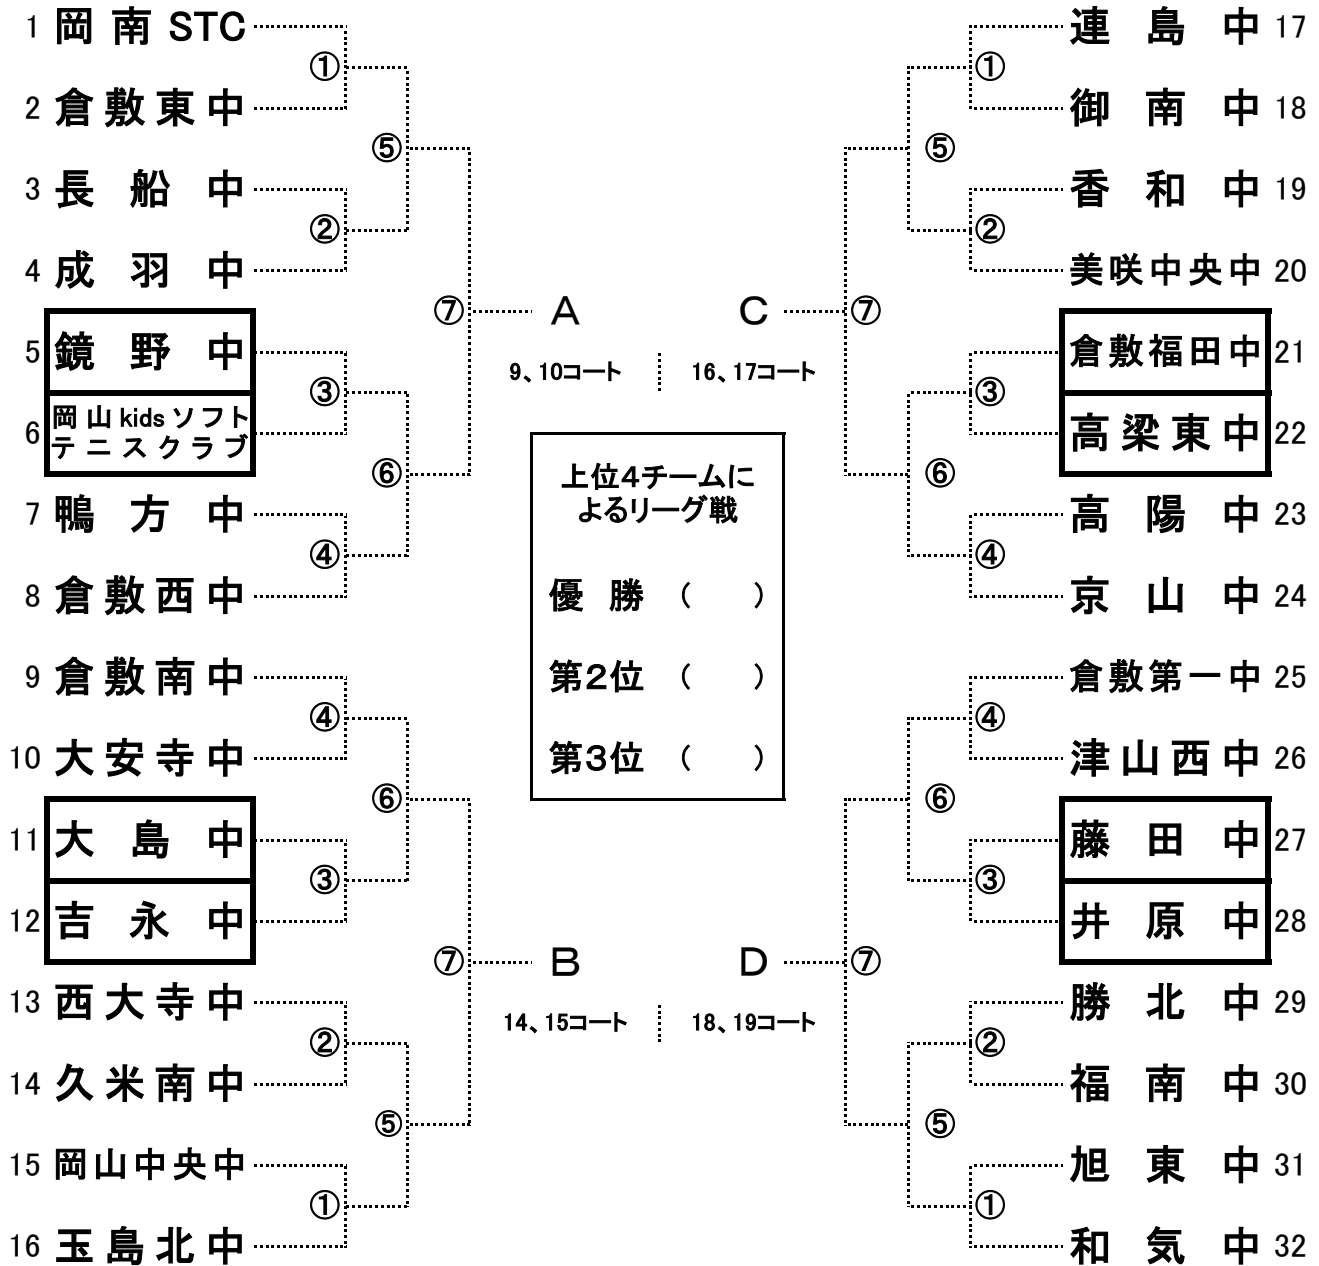 1 岡南STC
①
2 倉敷東中
⑤
3 長船中
②
4 成羽中
⑦
5 鏡野中
③
6 岡山kidsソフト
テニスクラブ
⑥
7 鴨方中
④
8 倉敷西中
9 倉敷南中
④
10 大安寺中
⑥
11 大島中
③
12 吉永中
⑦
13 西大寺中
②
14 久米南中
⑤
15 岡山中央中
①
16 玉島北中
A
9、10コート
B
14、15コート
上位4チームに
よるリーグ戦
優勝 ( )
第2位 ( )
第3位 ( )
C
16、17コート
D
18、19コート
連島中 17
①
御南中 18
⑤
香和中 19
②
美咲中央中 20
⑦
倉敷福田中 21
③
高梁東中 22
⑥
高陽中 23
④
京山中 24
倉敷第一中 25
④
津山西中 26
⑥
藤田中 27
③
井原中 28
⑦
勝北中 29
②
福南中 30
⑤
旭東中 31
①
和気中 32